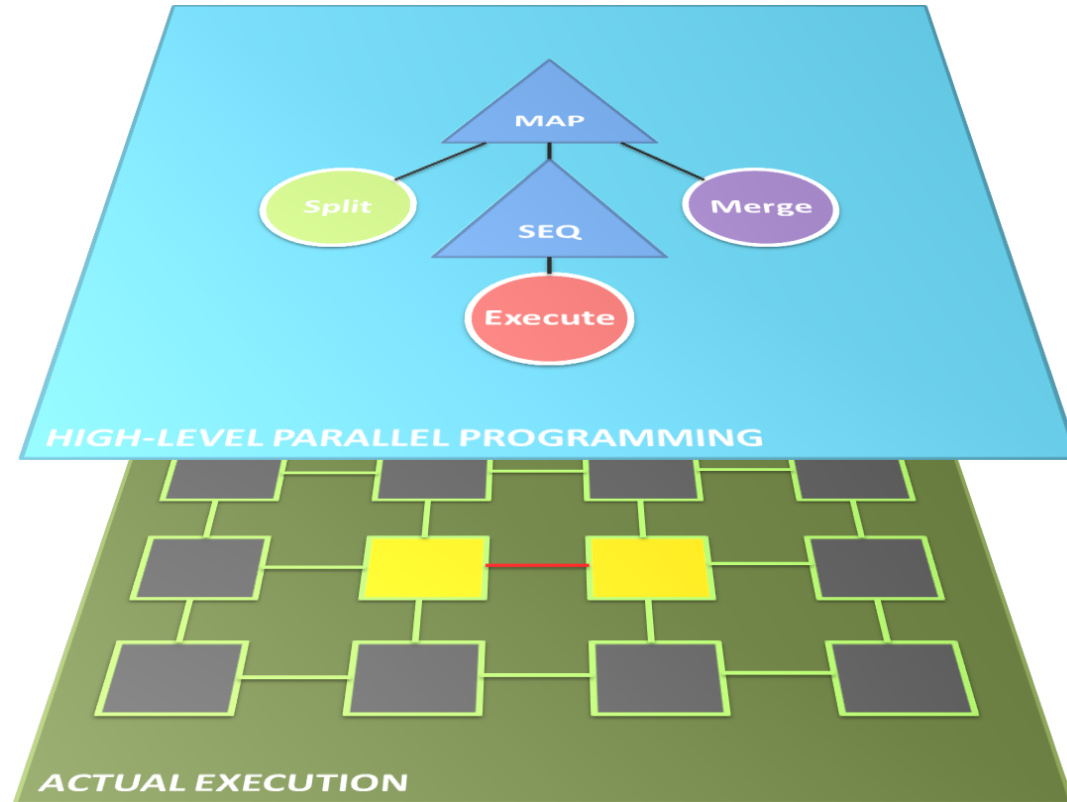 MAP
Split
Merge
SEQ
Execute
HIGH-LEVEL PARALLEL PROGRAMMING
ACTUAL EXECUTION